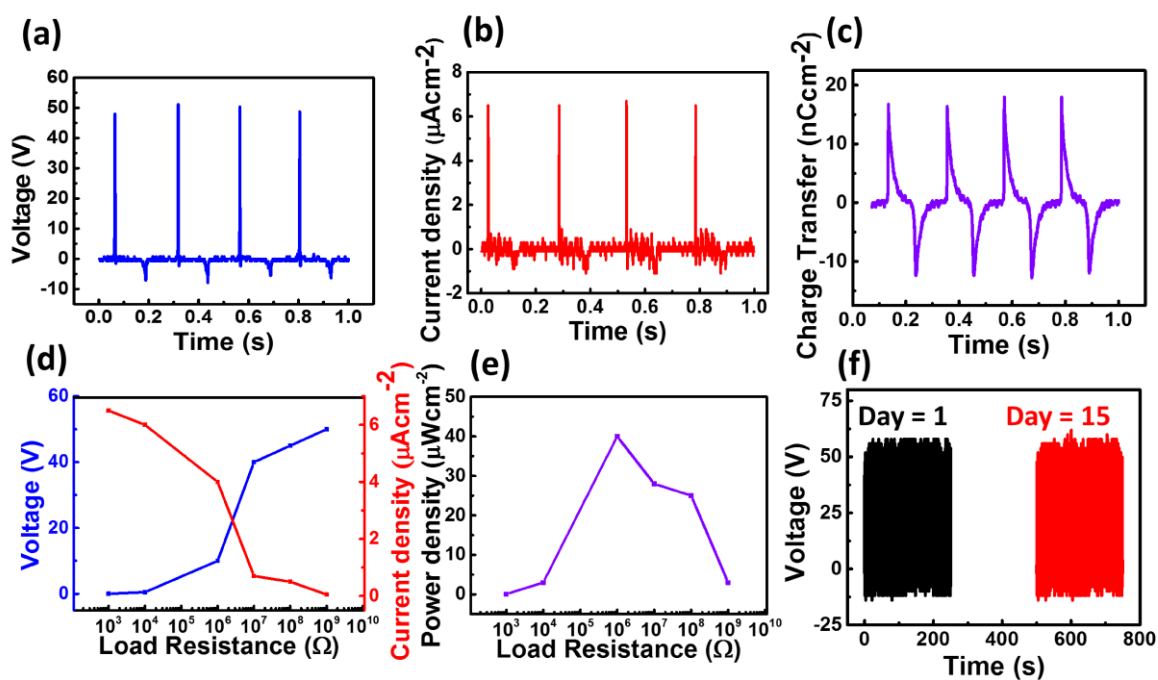 (a)
Voltage (V)
60
50
40
30
20
10
0
-10
0.0 0.2 0.4 0.6 0.8 1.0
Time (s)
(b)
Current density (μAcm-2)
8
6
4
2
0
-2
0.0 0.2 0.4 0.6 0.8 1.0
Time (s)
(c)
Charge Transfer (nCcm-2)
20
10
0
-10
0.0 0.2 0.4 0.6 0.8 1.0
Time (s)
(d)
Voltage (V)
60
40
20
0
10³ 10⁴ 10⁵ 10⁶ 10⁷ 10⁸ 10⁹ 10¹⁰
Load Resistance (Ω)
6
4
2
0
Current density (μAcm-2)
(e)
Power density (μWcm-2)
50
40
30
20
10
0
10³ 10⁴ 10⁵ 10⁶ 10⁷ 10⁸ 10⁹ 10¹⁰
Load Resistance (Ω)
(f)
Voltage (V)
75
50
25
0
-25
Day = 1 Day = 15
0 200 400 600 800
Time (s)